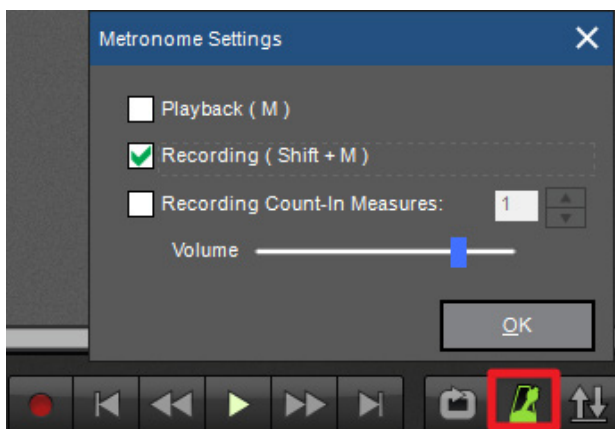 Metronome Settings
Playback ( M )
Recording ( Shift + M )
Recording Count-In Measures: 1
Volume
OK